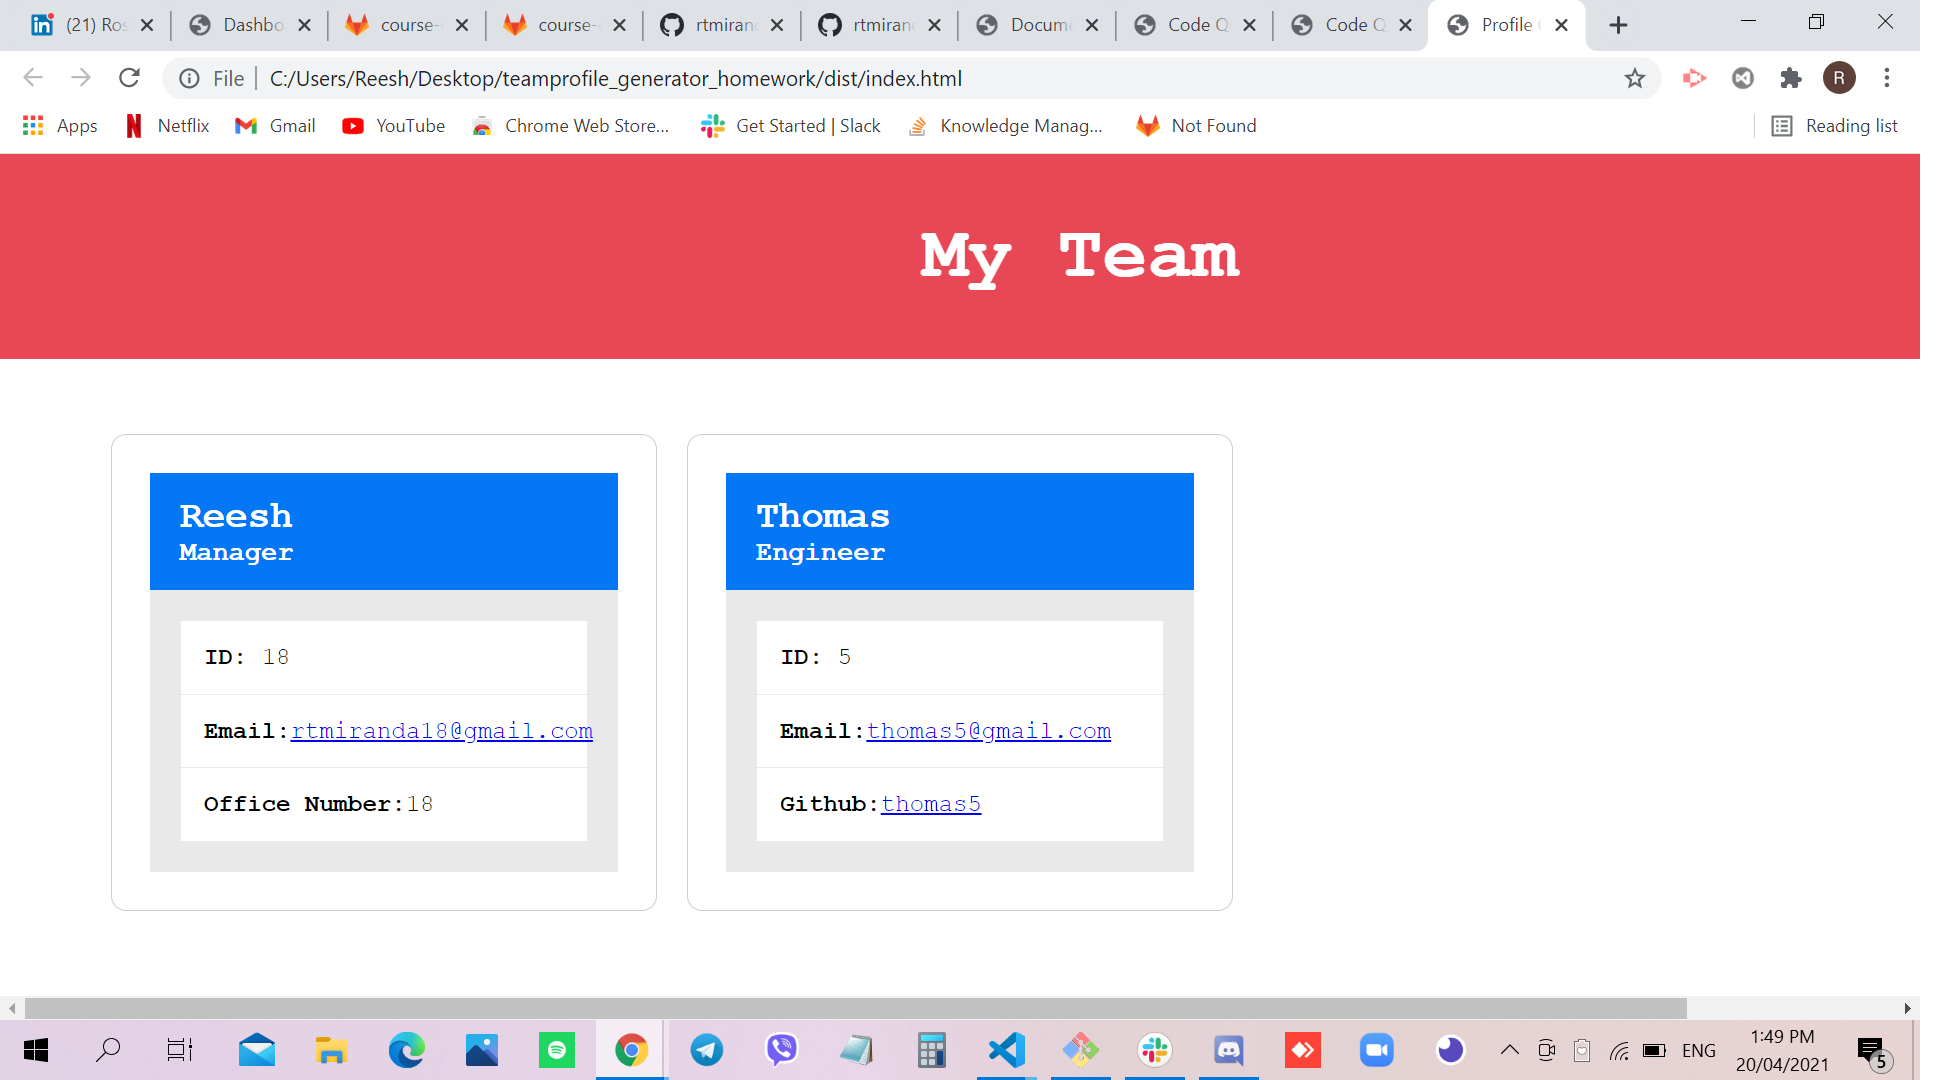 (21) Ros
Dashbo
course-
course-
rtmiran
rtmiran
Docume
Code Q
Code Q
Profile
File
C:/Users/Reesh/Desktop/teamprofile_generator_homework/dist/index.html
R
Apps
Netflix
Gmail
YouTube
Chrome Web Store...
Get Started | Slack
Knowledge Manag...
Not Found
Reading list
My Team
Reesh
Manager
ID: 18
Email:rtmiranda18@gmail.com
Office Number:18
Thomas
Engineer
ID: 5
Email:thomas5@gmail.com
Github:thomas5
ENG
1:49 PM
20/04/2021
5